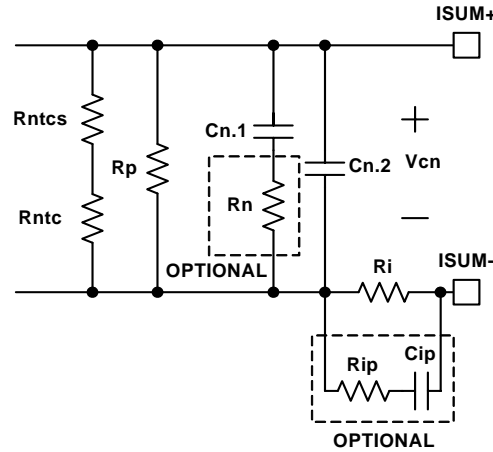 ISUM+
Rntcs
Cn.1
Rp
Cn.2
+
Vcn
Rntc
Rn
−
OPTIONAL
Ri
ISUM-
Rip
Cip
OPTIONAL